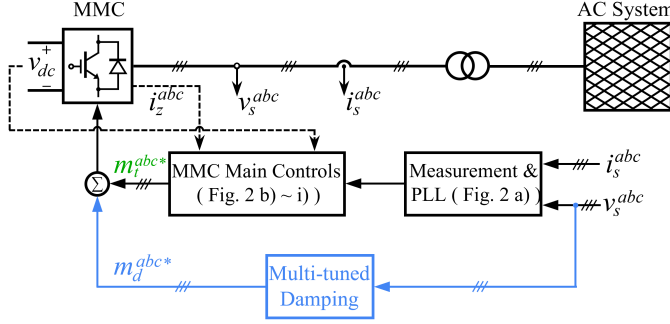 MMC
AC System
+
v_dc
−
i_z^abc
v_s^abc
i_s^abc
m_t^abc*
MMC Main Controls
( Fig. 2 b) ~ i) )
Measurement &
PLL ( Fig. 2 a) )
i_s^abc
v_s^abc
Σ
m_d^abc*
Multi-tuned
Damping